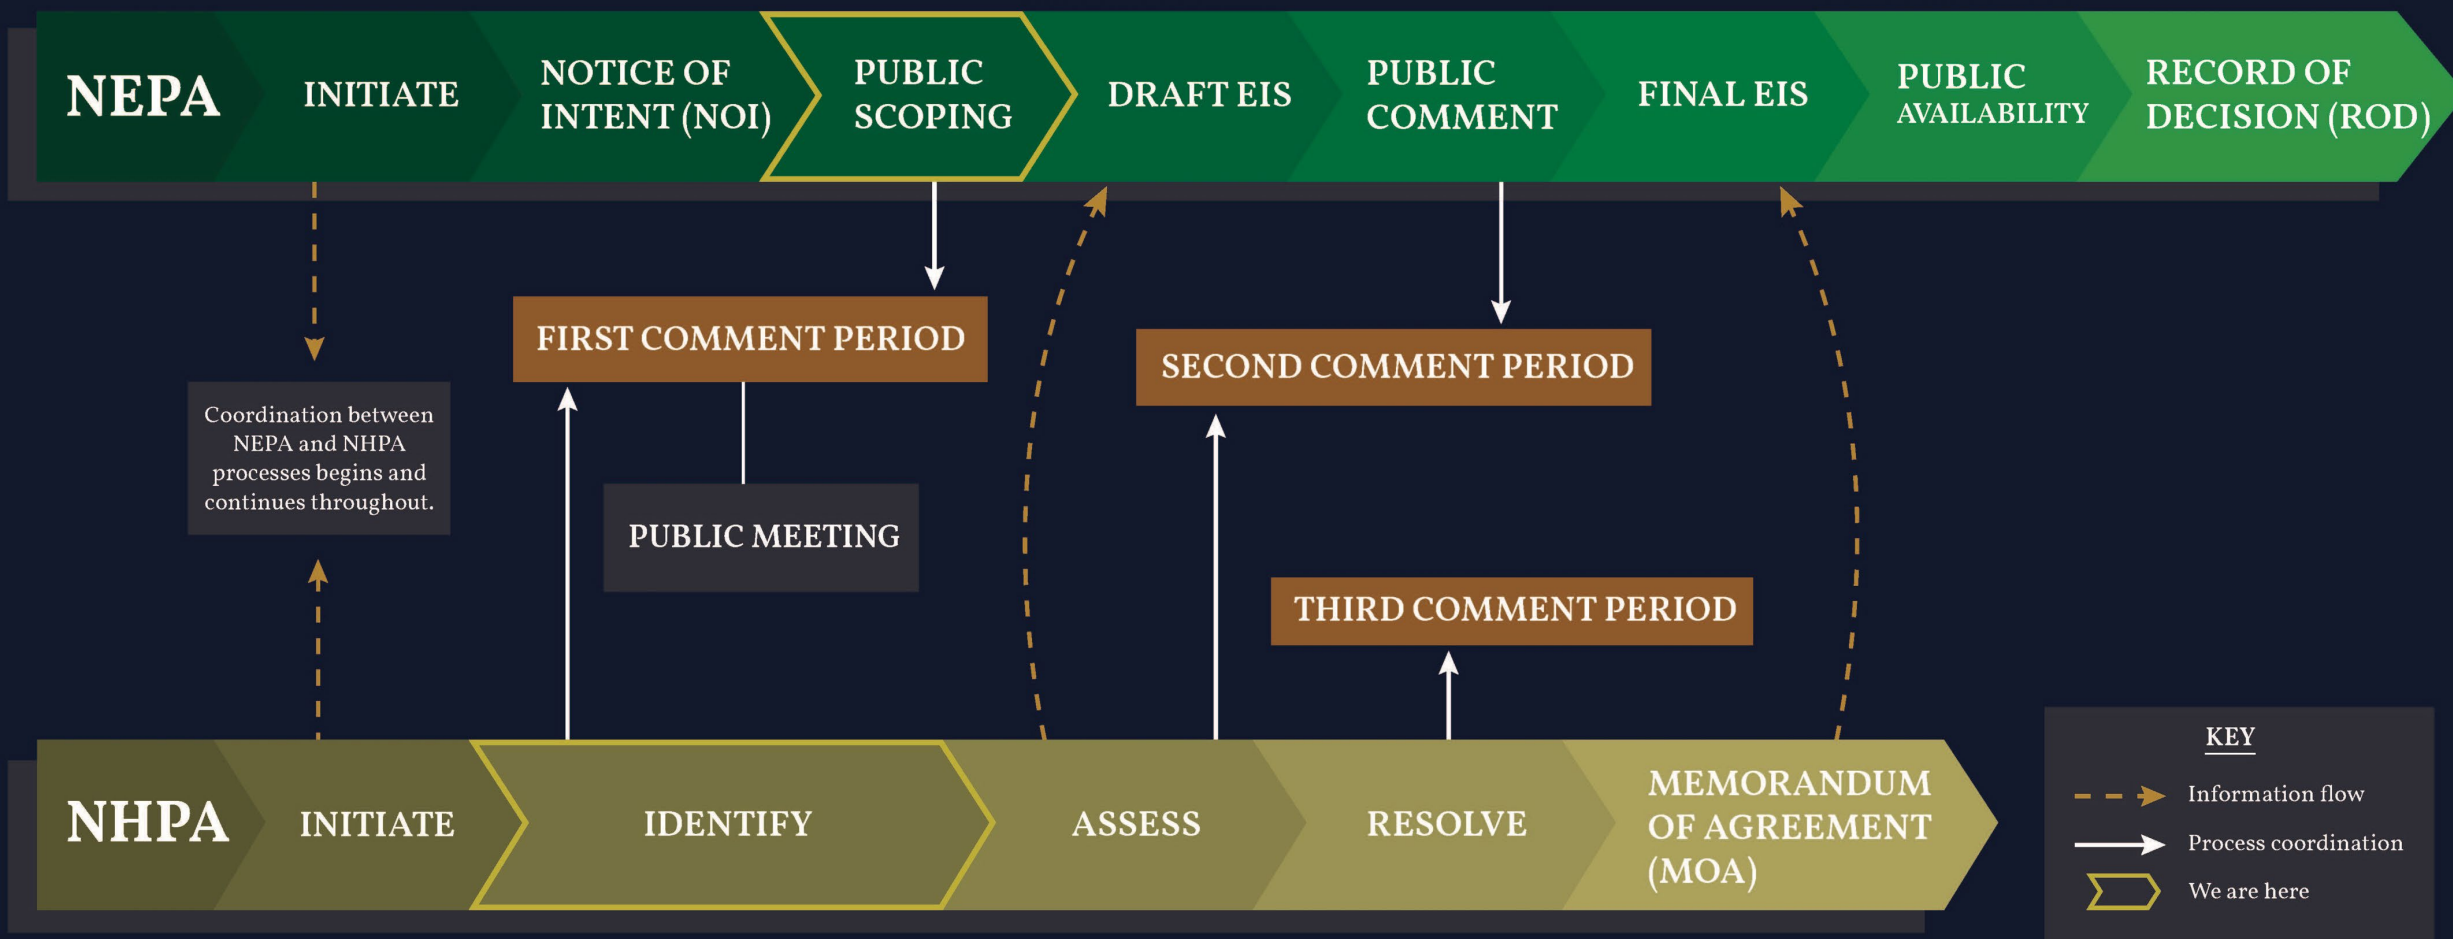 NEPA
INITIATE
NOTICE OF
INTENT (NOI)
PUBLIC
SCOPING
DRAFT EIS
PUBLIC
COMMENT
FINAL EIS
PUBLIC
AVAILABILITY
RECORD OF
DECISION (ROD)
FIRST COMMENT PERIOD
SECOND COMMENT PERIOD
Coordination between
NEPA and NHPA
processes begins and
continues throughout.
PUBLIC MEETING
THIRD COMMENT PERIOD
NHPA
INITIATE
IDENTIFY
ASSESS
RESOLVE
MEMORANDUM
OF AGREEMENT
(MOA)
KEY
Information flow
Process coordination
We are here